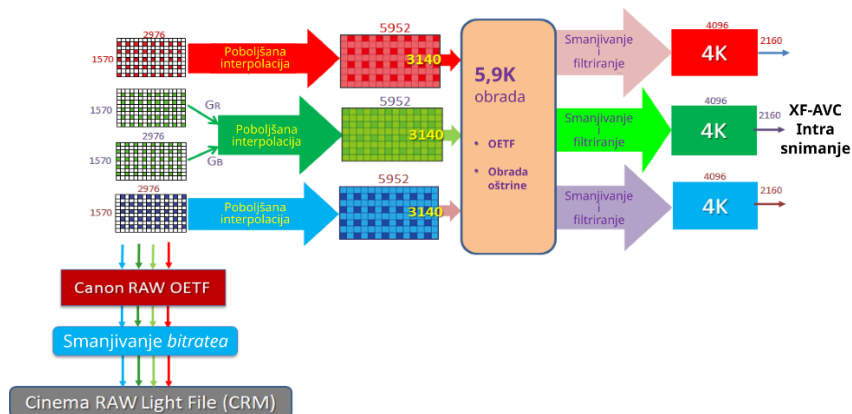 2976
1570
Poboljšana
interpolacija
5952
3140
Smanjivanje
i
filtriranje
4096
4K
2160
1570
GR
2976
1570
GB
Poboljšana
interpolacija
5952
3140
5,9K
obrada
• OETF
• Obrada
oštrine
Smanjivanje
i
filtriranje
4096
4K
2160
XF-AVC
Intra
snimanje
2976
1570
Poboljšana
interpolacija
5952
3140
Smanjivanje
i
filtriranje
4096
4K
2160
Canon RAW OETF
Smanjivanje bitratea
Cinema RAW Light File (CRM)